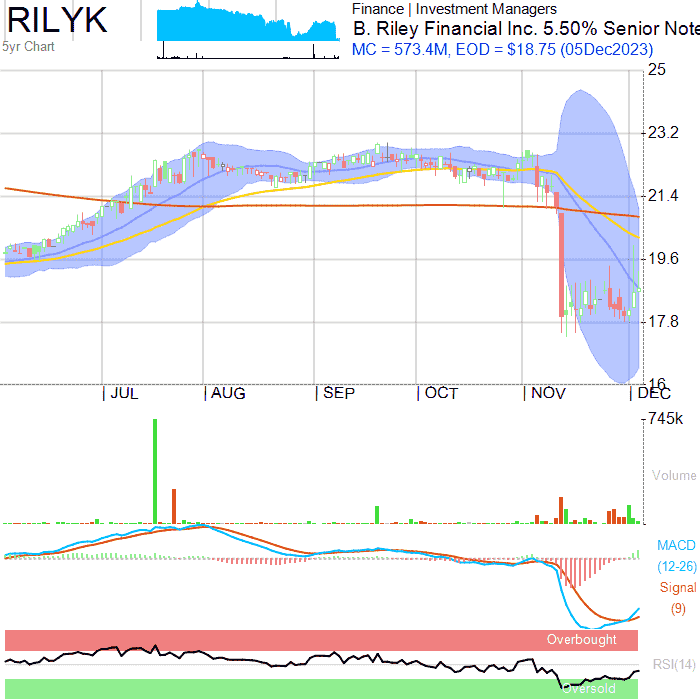 RILYK
5yr Chart
Finance | Investment Managers
B. Riley Financial Inc. 5.50% Senior Note
MC = 573.4M, EOD = $18.75 (05Dec2023)
25
23.2
21.4
19.6
17.8
16
JUL
AUG
SEP
OCT
NOV
DEC
745k
Volume
MACD
(12-26)
Signal
(9)
Overbought
RSI(14)
Oversold